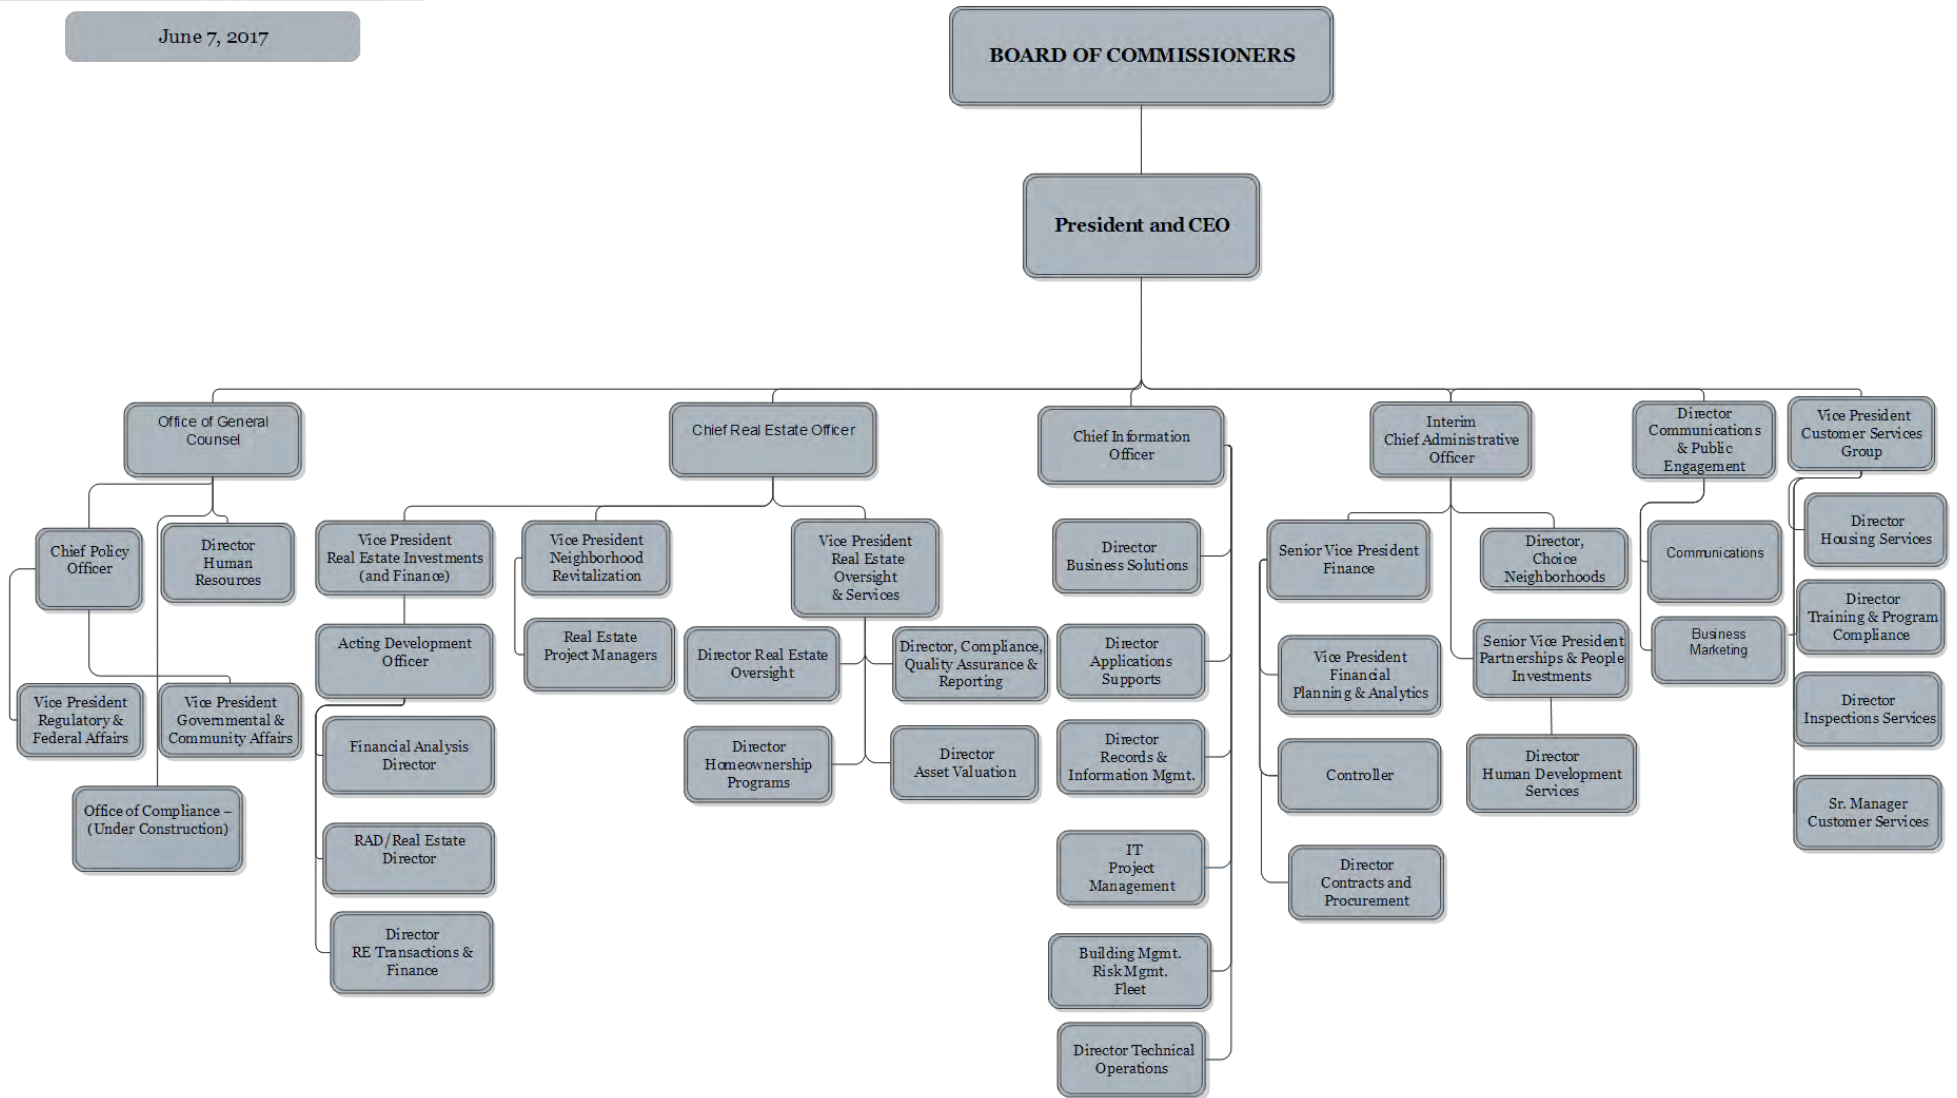 June 7, 2017
BOARD OF COMMISSIONERS
President and CEO
Office of General
Counsel
Chief Real Estate Officer
Chief Information
Officer
Interim
Chief Administrative
Officer
Director
Communications
& Public
Engagement
Vice President
Customer Services
Group
Chief Policy
Officer
Director
Human
Resources
Vice President
Regulatory &
Federal Affairs
Vice President
Governmental &
Community Affairs
Office of Compliance –
(Under Construction)
Vice President
Real Estate Investments
(and Finance)
Acting Development
Officer
Financial Analysis
Director
RAD/Real Estate
Director
Director
RE Transactions &
Finance
Vice President
Neighborhood
Revitalization
Real Estate
Project Managers
Vice President
Real Estate
Oversight
& Services
Director Real Estate
Oversight
Director, Compliance,
Quality Assurance &
Reporting
Director
Homeownership
Programs
Director
Asset Valuation
Director
Business Solutions
Director
Applications
Supports
Director
Records &
Information Mgmt.
IT
Project
Management
Building Mgmt.
Risk Mgmt.
Fleet
Director Technical
Operations
Senior Vice President
Finance
Vice President
Financial
Planning & Analytics
Controller
Director
Contracts and
Procurement
Director,
Choice
Neighborhoods
Senior Vice President
Partnerships & People
Investments
Director
Human Development
Services
Communications
Business
Marketing
Director
Housing Services
Director
Training & Program
Compliance
Director
Inspections Services
Sr. Manager
Customer Services